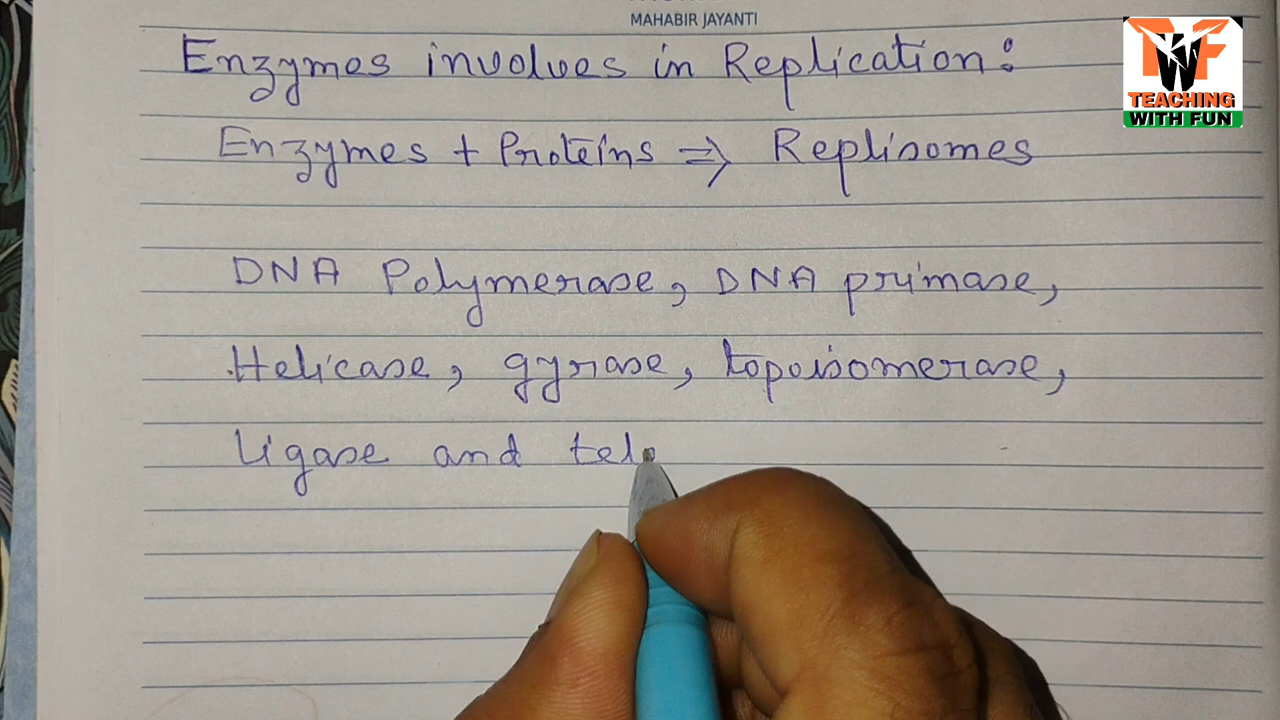 MAHABIR JAYANTI
Enzymes involves in Replication:
Enzymes + Proteins ⇒ Replisomes
DNA Polymerase, DNA primase,
Helicase, gyrase, topoisomerase,
Ligase and telo
TWF
TEACHING
WITH FUN